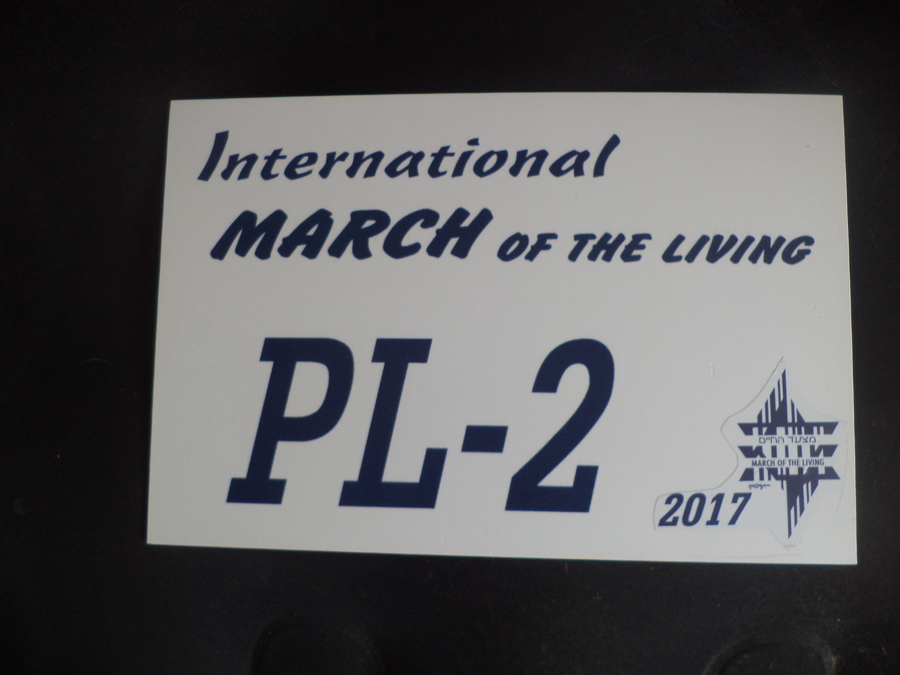 International
MARCH OF THE LIVING
PL-2
מצעד החיים
MARCH OF THE LIVING
2017